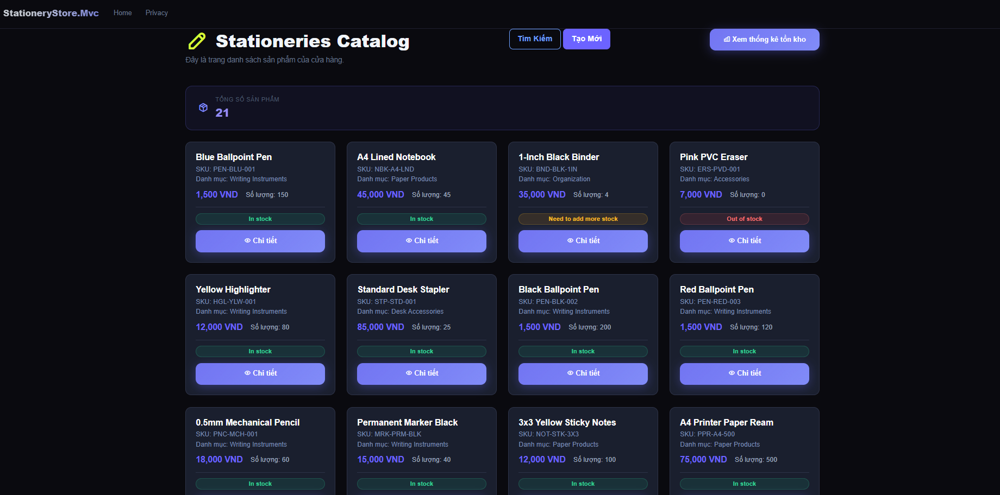 StationeryStore.Mvc Home Privacy
Stationeries Catalog
Tìm Kiếm Tạo Mới
Xem thống kê tồn kho
Đây là trang danh sách sản phẩm của cửa hàng.
TỔNG SỐ SẢN PHẨM
21
Blue Ballpoint Pen
SKU: PEN-BLU-001
Danh mục: Writing Instruments
1,500 VND Số lượng: 150
In stock
Chi tiết
A4 Lined Notebook
SKU: NBK-A4-LND
Danh mục: Paper Products
45,000 VND Số lượng: 45
In stock
Chi tiết
1-Inch Black Binder
SKU: BND-BLK-1IN
Danh mục: Organization
35,000 VND Số lượng: 4
Need to add more stock
Chi tiết
Pink PVC Eraser
SKU: ERS-PVD-001
Danh mục: Accessories
7,000 VND Số lượng: 0
Out of stock
Chi tiết
Yellow Highlighter
SKU: HGL-YLW-001
Danh mục: Writing Instruments
12,000 VND Số lượng: 80
In stock
Chi tiết
Standard Desk Stapler
SKU: STP-STD-001
Danh mục: Desk Accessories
85,000 VND Số lượng: 25
In stock
Chi tiết
Black Ballpoint Pen
SKU: PEN-BLK-002
Danh mục: Writing Instruments
1,500 VND Số lượng: 200
In stock
Chi tiết
Red Ballpoint Pen
SKU: PEN-RED-003
Danh mục: Writing Instruments
1,500 VND Số lượng: 120
In stock
Chi tiết
0.5mm Mechanical Pencil
SKU: PNC-MCH-001
Danh mục: Writing Instruments
18,000 VND Số lượng: 60
In stock
Permanent Marker Black
SKU: MRK-PRM-BLK
Danh mục: Writing Instruments
15,000 VND Số lượng: 40
In stock
3x3 Yellow Sticky Notes
SKU: NOT-STK-3X3
Danh mục: Paper Products
12,000 VND Số lượng: 100
In stock
A4 Printer Paper Ream
SKU: PPR-A4-500
Danh mục: Paper Products
75,000 VND Số lượng: 500
In stock